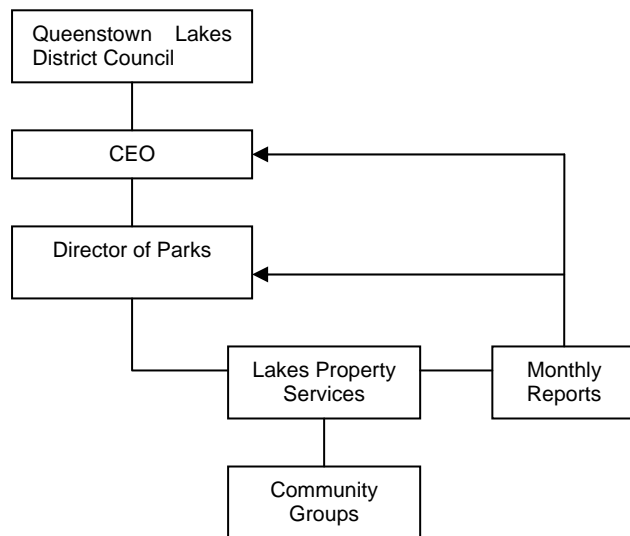 Queenstown Lakes
District Council
CEO
Director of Parks
Lakes Property
Services
Monthly
Reports
Community
Groups